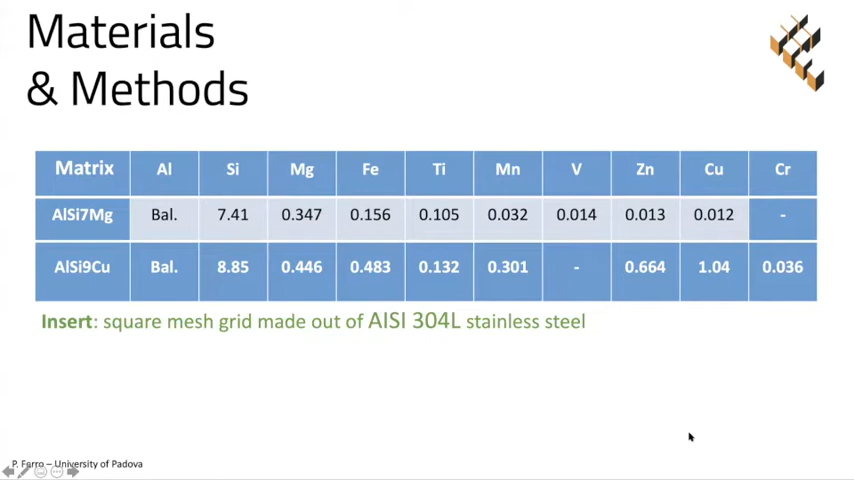 Materials
& Methods
Matrix Al Si Mg Fe Ti Mn V Zn Cu Cr
AlSi7Mg Bal. 7.41 0.347 0.156 0.105 0.032 0.014 0.013 0.012 -
AlSi9Cu Bal. 8.85 0.446 0.483 0.132 0.301 - 0.664 1.04 0.036
Insert: square mesh grid made out of AISI 304L stainless steel
P. Ferro – University of Padova